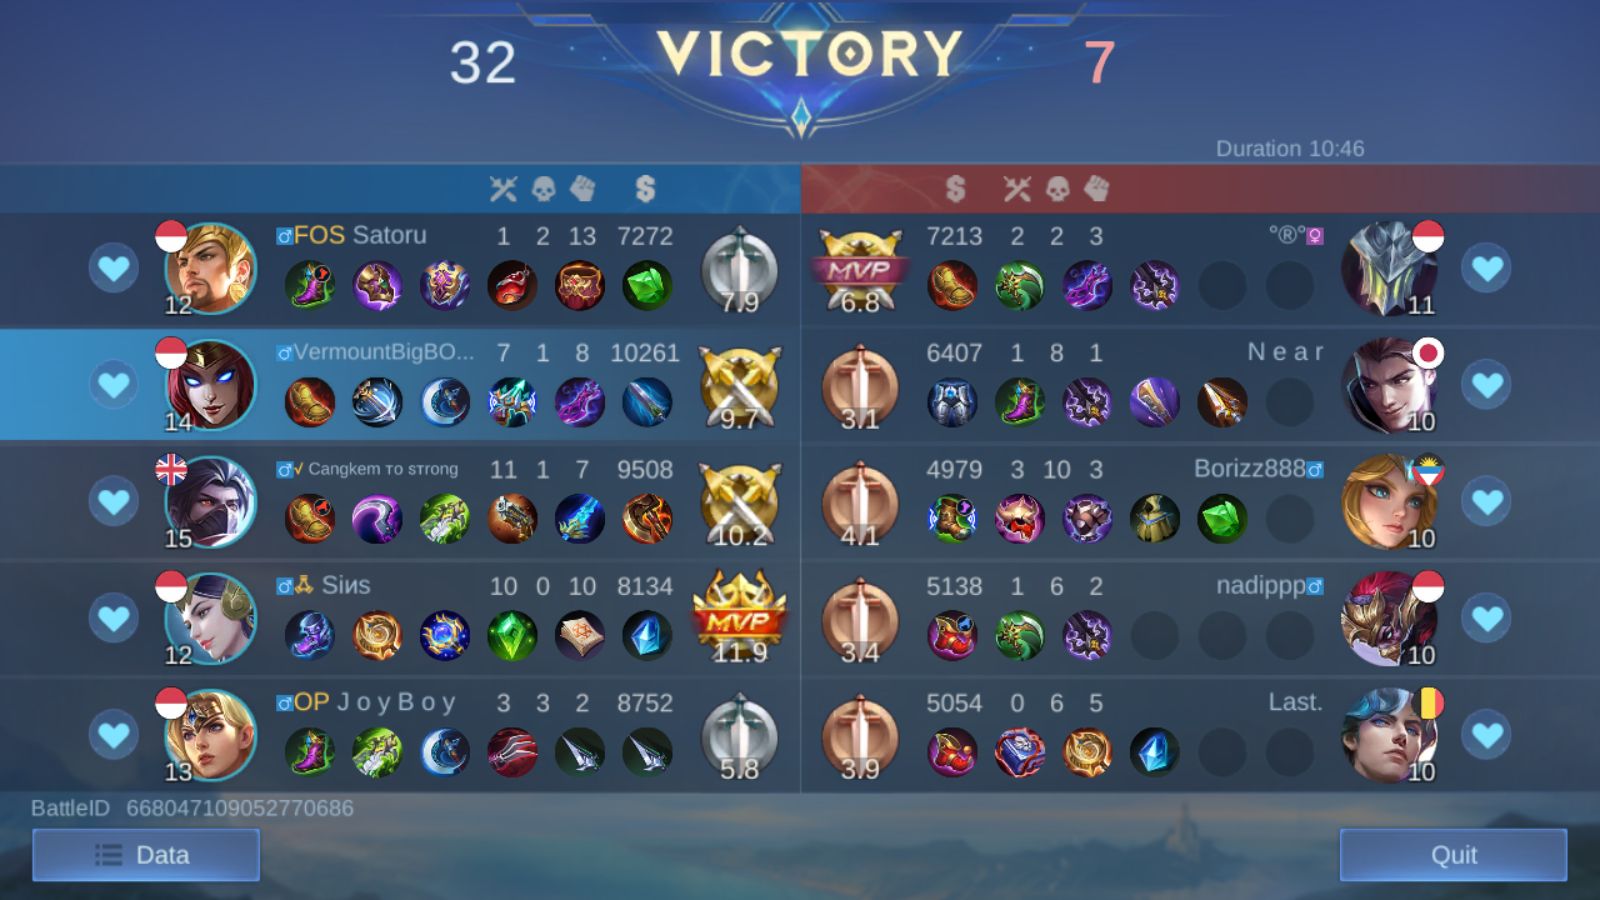 VICTORY
32
7
Duration 10:46
FOS Satoru 1 2 13 7272 7.9 12
MVP 6.8 7213 2 2 3 °®° 11
VermountBigBO... 7 1 8 10261 9.7 14
3.1 6407 1 8 1 N e a r 10
√ Cangkem то sтrong 11 1 7 9508 10.2 15
4.1 4979 3 10 3 Borizz888 10
Siиs 10 0 10 8134 MVP 11.9 12
3.4 5138 1 6 2 nadippp 10
OP J o y B o y 3 3 2 8752 5.8 13
3.9 5054 0 6 5 Last. 10
BattleID 668047109052770686
Data
Quit